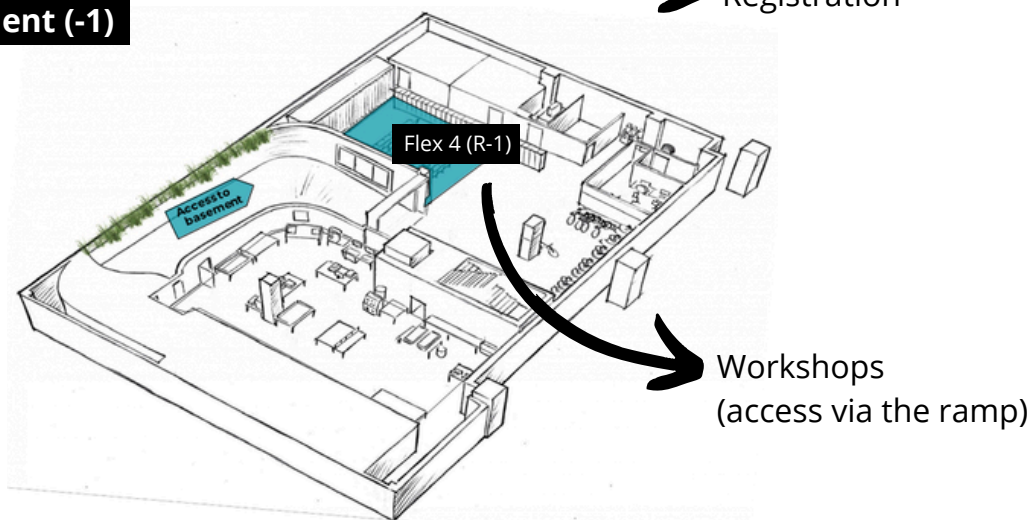 Registration
ent (-1)
Flex 4 (R-1)
Access to
basement
Workshops
(access via the ramp)